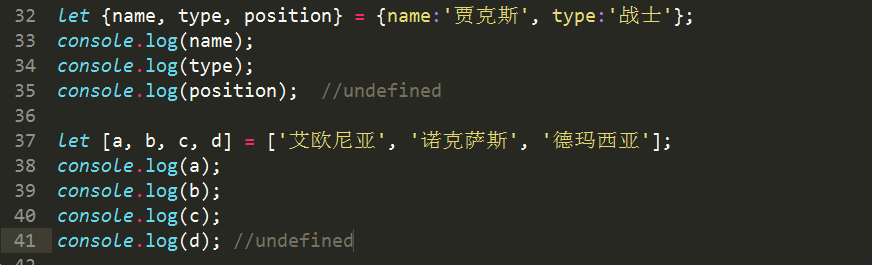 32 let {name, type, position} = {name:'贾克斯', type:'战士'};
33 console.log(name);
34 console.log(type);
35 console.log(position);  //undefined
36
37 let [a, b, c, d] = ['艾欧尼亚', '诺克萨斯', '德玛西亚'];
38 console.log(a);
39 console.log(b);
40 console.log(c);
41 console.log(d); //undefined
42